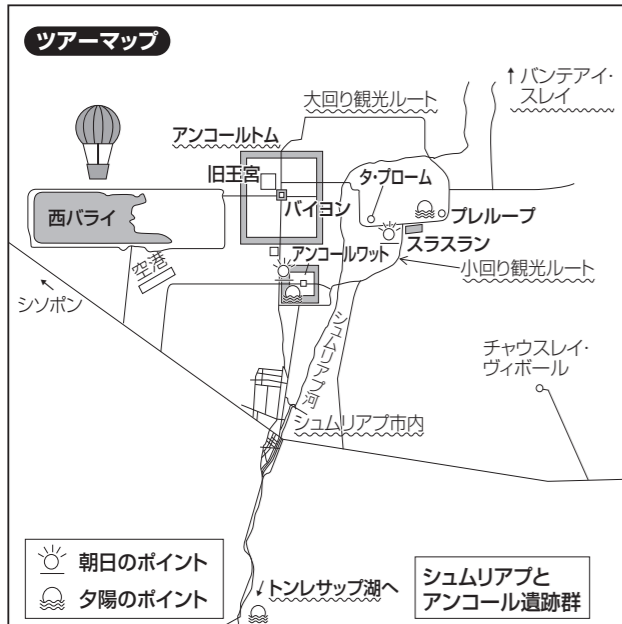 ツアーマップ
↑バンテアイ・
スレイ
大回り観光ルート
アンコールトム
旧王宮
タ・プローム
西バライ
バイヨン
プレループ
スラスラン
アンコールワット
小回り観光ルート
空港
シソポン
シュムリアプ河
チャウスレイ・
ヴィボール
シュムリアプ市内
朝日のポイント
夕陽のポイント
トンレサップ湖へ
シュムリアプと
アンコール遺跡群